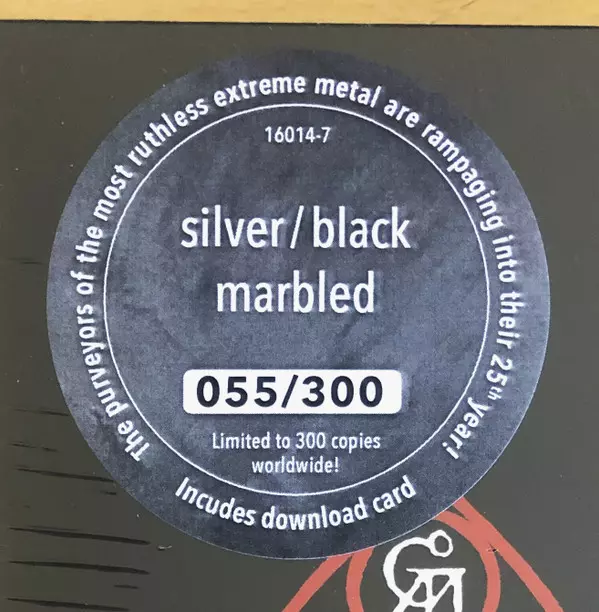 The purveyors of the most ruthless extreme metal are rampaging into their 25th year!
16014-7
silver/black
marbled
055/300
Limited to 300 copies
worldwide!
Incudes download card